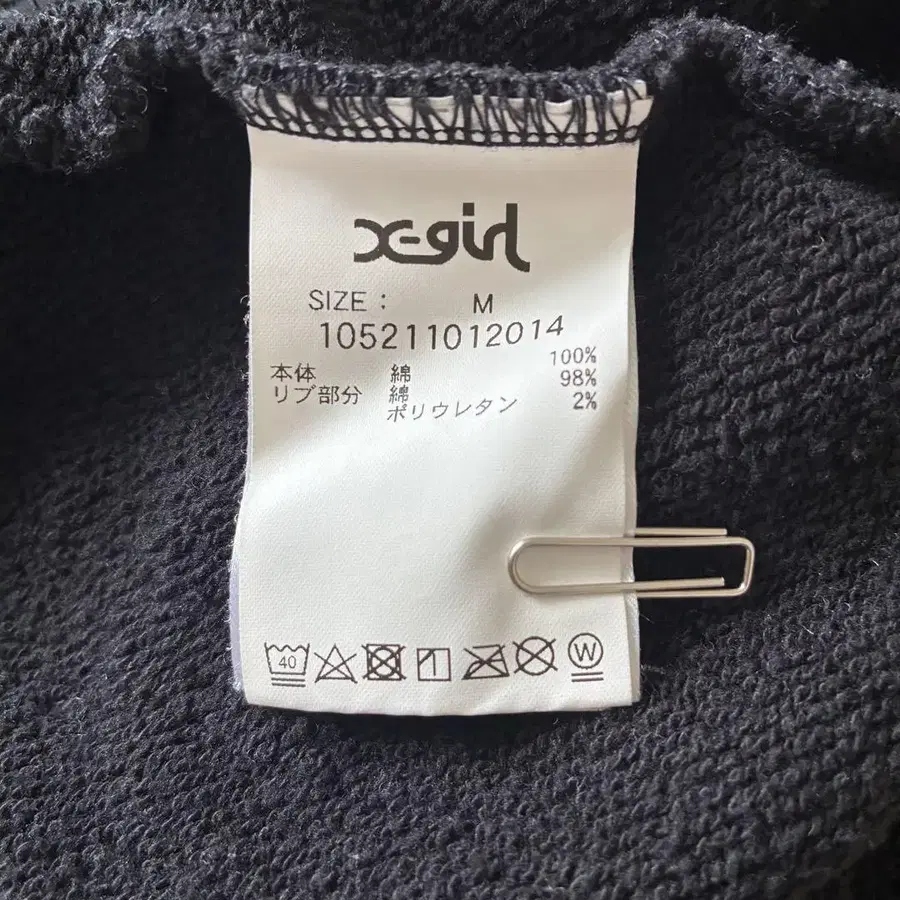 X-girl
SIZE : M
105211012014
本体 綿 100%
リブ部分 綿 98%
ポリウレタン 2%
40 W